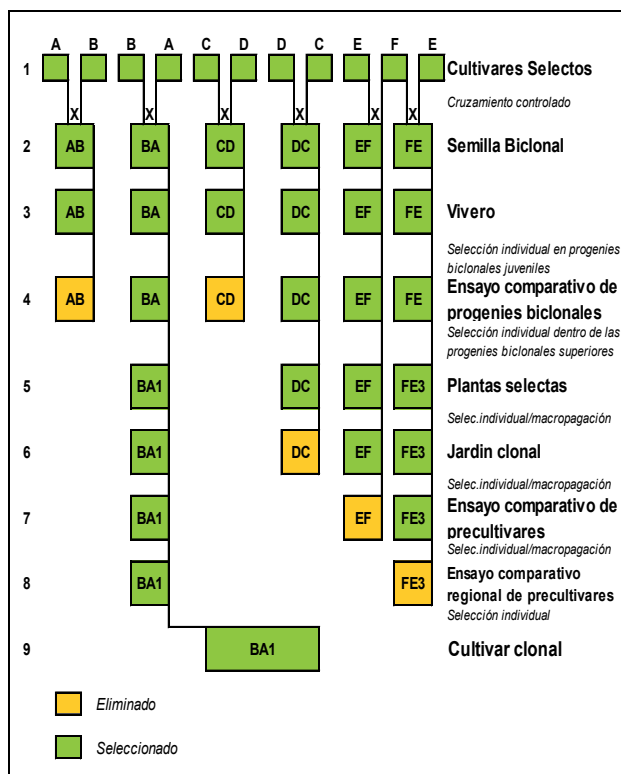 A B B A C D D C E F E
1 Cultivares Selectos
Cruzamiento controlado
X X X X X X
2 AB BA CD DC EF FE Semilla Biclonal
3 AB BA CD DC EF FE Vivero
Selección individual en progenies
biclonales juveniles
4 AB BA CD DC EF FE Ensayo comparativo de
progenies biclonales
Selección individual dentro de las
progenies biclonales superiores
5 BA1 DC EF FE3 Plantas selectas
Selec.individual/macropagación
6 BA1 DC EF FE3 Jardin clonal
Selec.individual/macropagación
7 BA1 EF FE3 Ensayo comparativo de
precultivares
Selec.individual/macropagación
8 BA1 FE3 Ensayo comparativo
regional de precultivares
Selección individual
9 BA1 Cultivar clonal
Eliminado
Seleccionado